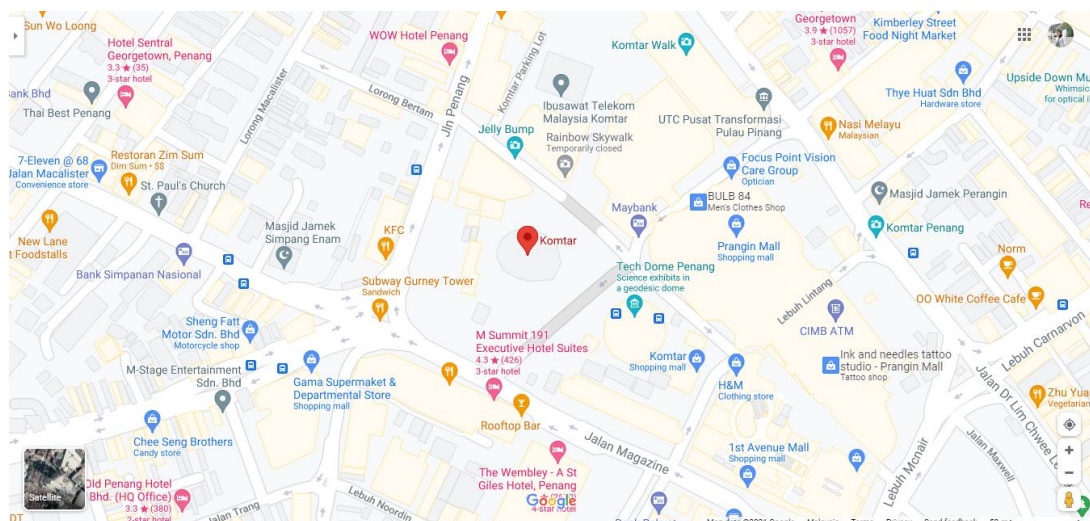 Sun Wo Loong
Hotel Sentral
Georgetown, Penang
3.3 ★ (35)
3-star hotel
WOW Hotel Penang
Komtar Walk
Georgetown
3.9 ★ (1057)
3-star hotel
Kimberley Street
Food Night Market
Bank Bhd
Thai Best Penang
Lorong Macalister
Lorong Bertam
Jln Penang
Komtar Parking Lot
Ibusawat Telekom
Malaysia Komtar
UTC Pusat Transformasi
Pulau Pinang
Thye Huat Sdn Bhd
Hardware store
Upside Down Mu
Whimsic
for optical il
Jelly Bump
Rainbow Skywalk
Temporarily closed
Nasi Melayu
Malaysian
7-Eleven @ 68
Jalan Macalister
Convenience store
Restoran Zim Sum
Dim Sum • $$
St. Paul's Church
Focus Point Vision
Care Group
Optician
BULB 84
Men's Clothes Shop
Masjid Jamek Perangin
Maybank
Masjid Jamek
Simpang Enam
KFC
Komtar
Prangin Mall
Shopping mall
Komtar Penang
New Lane
t Foodstalls
Bank Simpanan Nasional
Norm
Subway Gurney Tower
Sandwich
Tech Dome Penang
Science exhibits in
a geodesic dome
Lebuh Lintang
OO White Coffee Cafe
Sheng Fatt
Motor Sdn. Bhd
Motorcycle shop
CIMB ATM
Lebuh Carnarvon
M Summit 191
Executive Hotel Suites
4.3 ★ (426)
3-star hotel
Komtar
Shopping mall
Ink and needles tattoo
studio - Prangin Mall
Tattoo shop
M-Stage Entertainment
Sdn. Bhd
Gama Supermaket &
Departmental Store
Shopping mall
H&M
Clothing store
Jalan Dr Lim Chwee Le
Zhu Yua
Vegetarian
Rooftop Bar
Chee Seng Brothers
Candy store
Jalan Magazine
1st Avenue Mall
Shopping mall
Lebuh Mcnair
Jalan Maxwell
Satellite
Old Penang Hotel
Bhd. (HQ Office)
3.3 ★ (380)
2-star hotel
Jalan Trang
Lebuh Noordin
The Wembley - A St
Giles Hotel, Penang
4-star hotel
Google